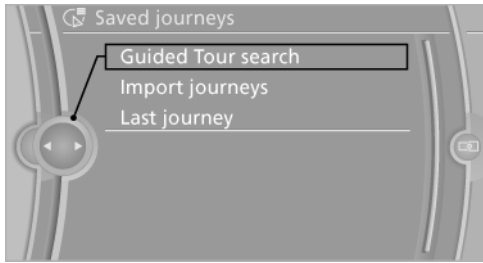 Saved journeys
Guided Tour search
Import journeys
Last journey